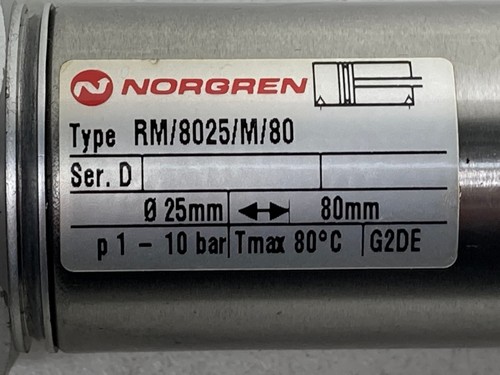 NORGREN
Type RM/8025/M/80
Ser. D
Ø 25mm 80mm
p 1 - 10 bar Tmax 80°C G2DE